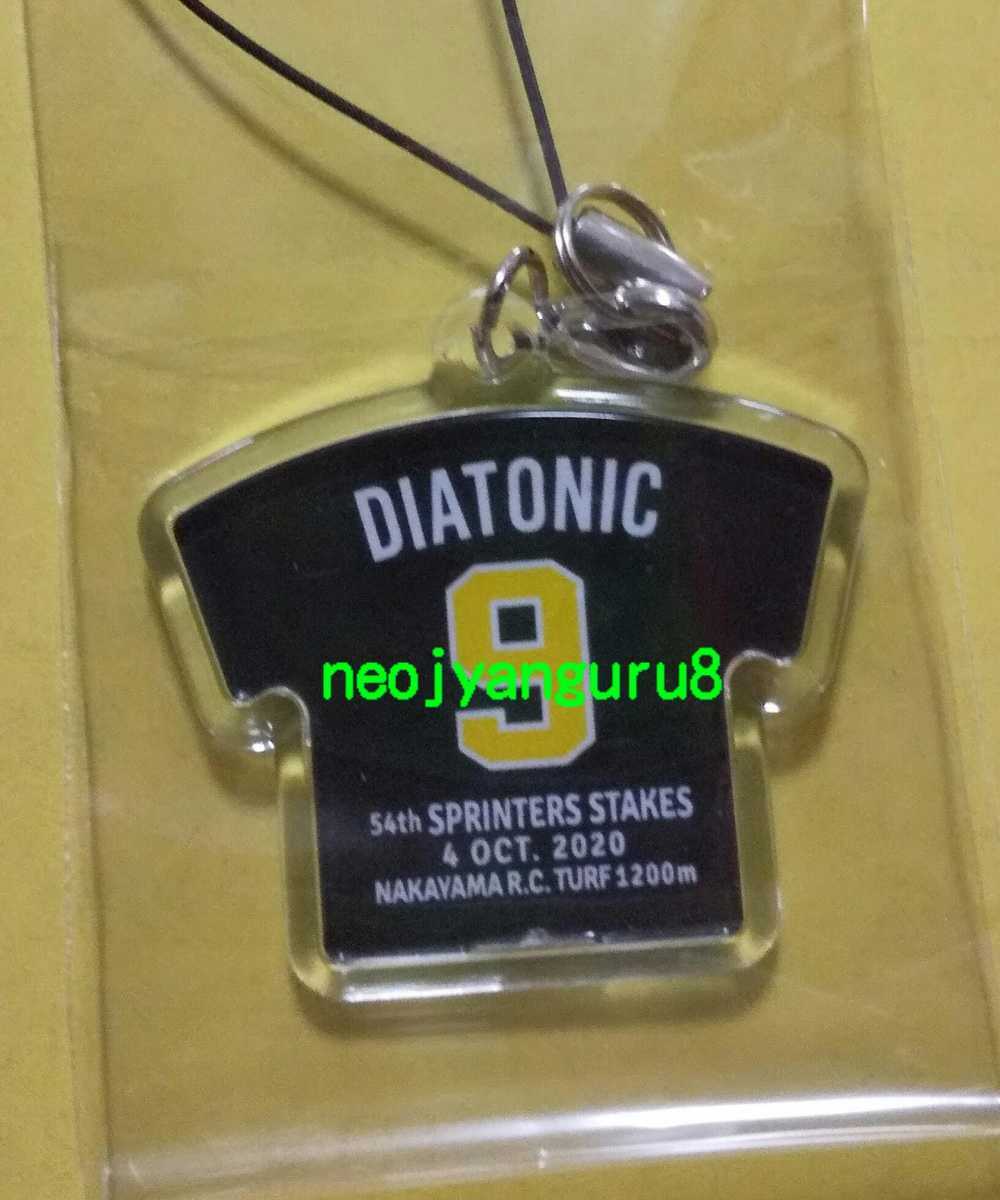 DIATONIC
9
neojyanguru8
54th SPRINTERS STAKES
4 OCT. 2020
NAKAYAMA R.C. TURF 1200m